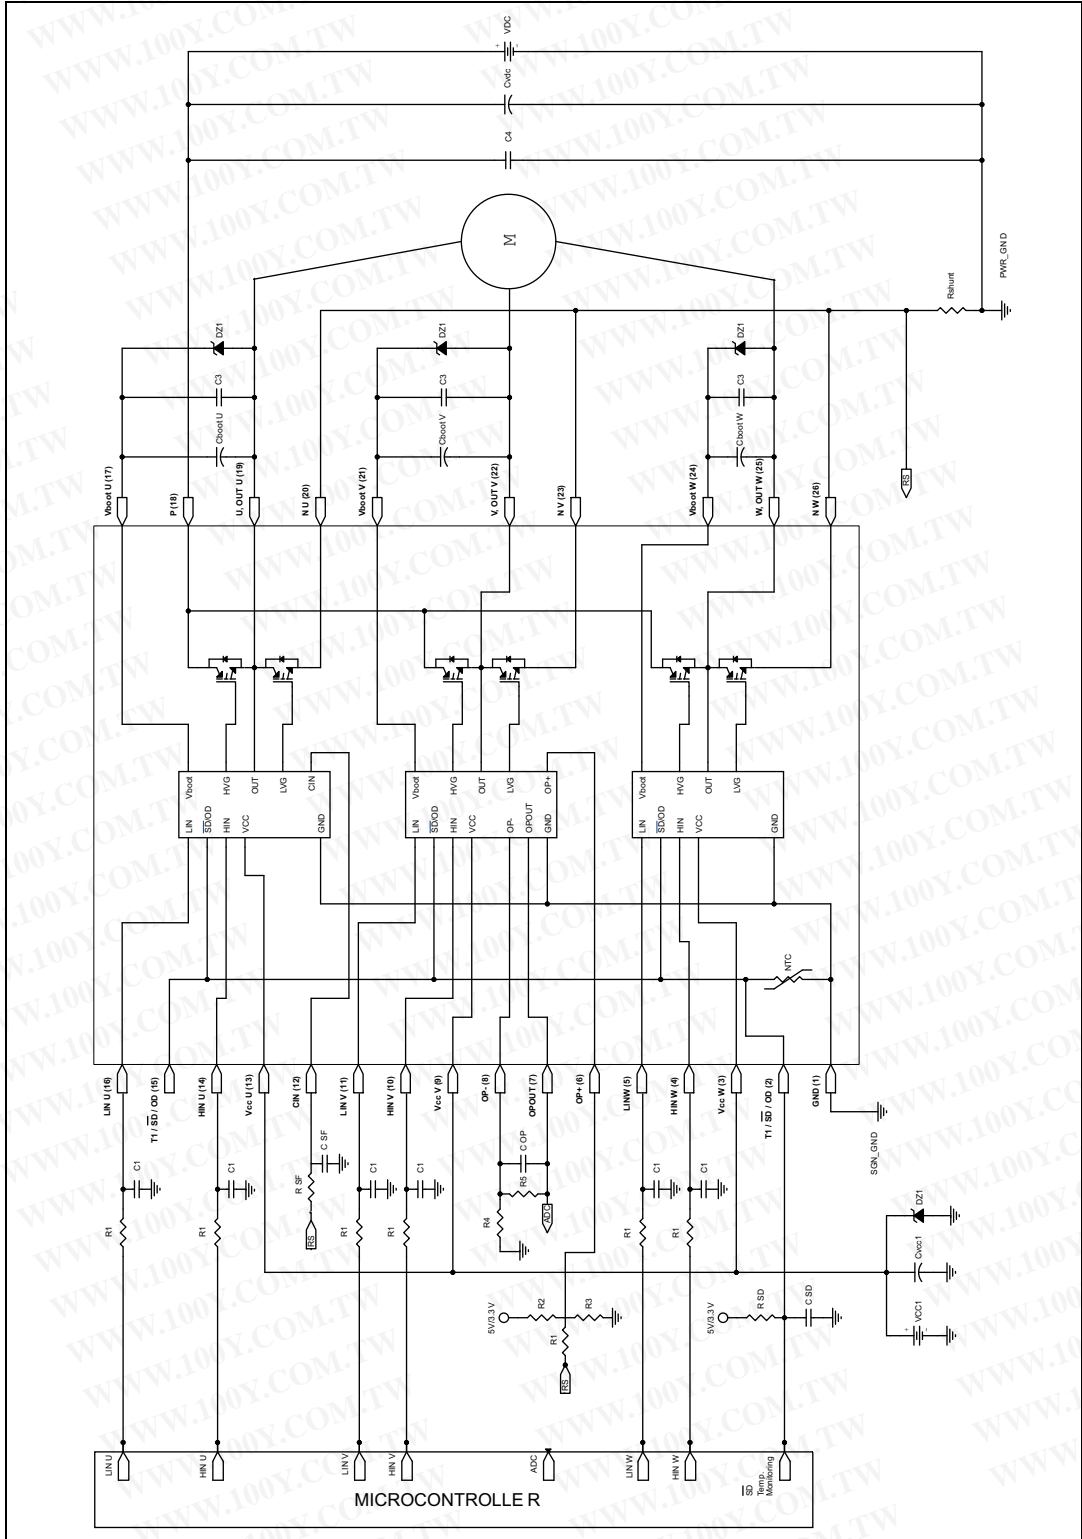 VDC
+
-
Cvdc
C4
M
PWR_GND
Rshunt
DZ1
DZ1
DZ1
C3
C3
C3
Cboot U
Cboot V
Cboot W
RS
Vboot U (17)
P (18)
U, OUT U (19)
N U (20)
Vboot V (21)
V, OUT V (22)
N V (23)
Vboot W (24)
W, OUT W (25)
N W (26)
Vboot
HVG
OUT
LVG
CIN
LIN
SD/OD
HIN
VCC
GND
Vboot
HVG
OUT
LVG
OP+
LIN
SD/OD
HIN
VCC
OP-
OPOUT
GND
Vboot
HVG
OUT
LVG
LIN
SD/OD
HIN
VCC
GND
NTC
LIN U (16)
T1 / SD / OD (15)
HIN U (14)
Vcc U (13)
CIN (12)
LIN V (11)
HIN V (10)
Vcc V (9)
OP- (8)
OPOUT (7)
OP+ (6)
LINW (5)
HIN W (4)
Vcc W (3)
T1 / SD / OD (2)
GND (1)
SGN_GND
C1
C1
C SF
C1
C1
C OP
C1
C1
R1
R1
R SF
RS
R1
R1
R4
R5
ADC
R1
R1
DZ1
Cvcc1
VCC1
+
-
5V/3.3 V
R2
R3
R1
RS
5V/3.3 V
R SD
C SD
LIN U
HIN U
LIN V
HIN V
ADC
LIN W
HIN W
SD
Temp.
Monitoring
MICROCONTROLLE R
WWW.100Y.COM.TW